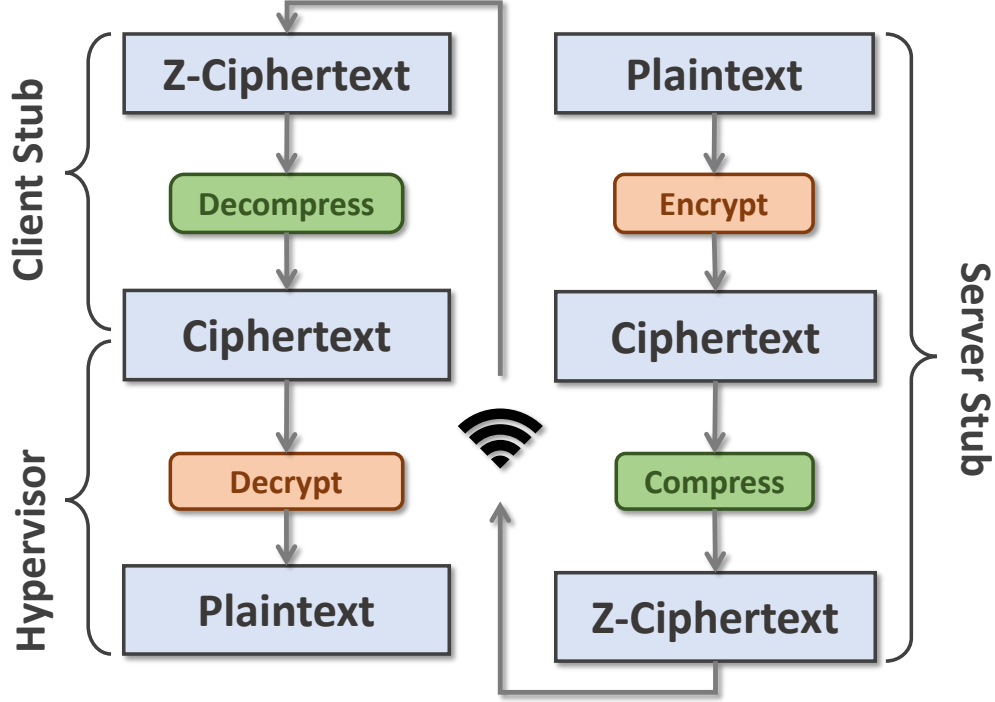 Client Stub
Z-Ciphertext
Decompress
Ciphertext
Hypervisor
Decrypt
Plaintext
Plaintext
Encrypt
Ciphertext
Compress
Z-Ciphertext
Server Stub